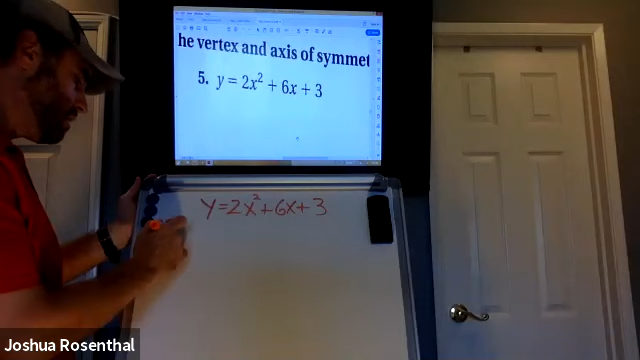 he vertex and axis of symmet
5. y = 2x² + 6x + 3
y=2x²+6x+3
Joshua Rosenthal